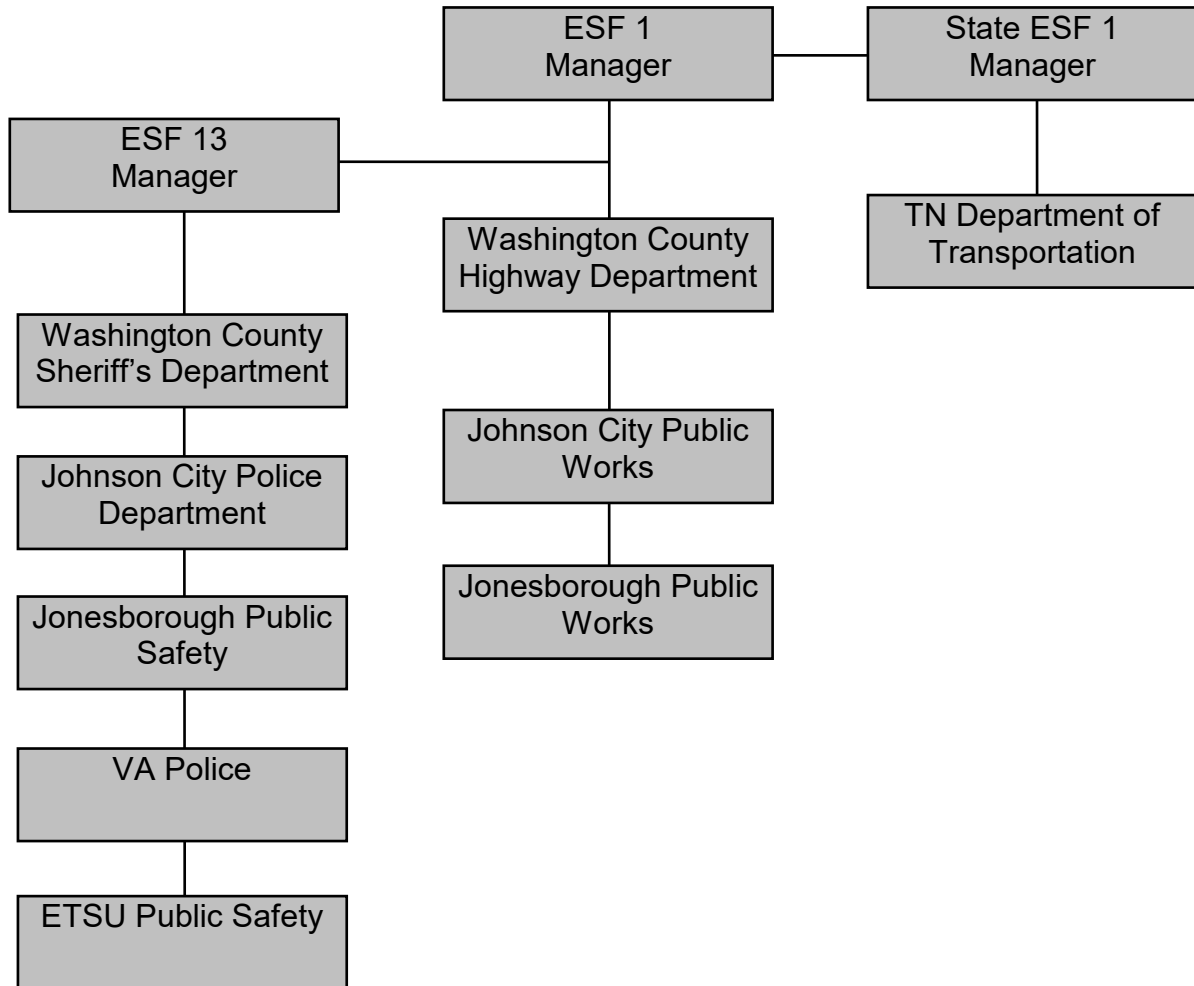 ESF 1
Manager
State ESF 1
Manager
ESF 13
Manager
Washington County
Highway Department
TN Department of
Transportation
Washington County
Sheriff’s Department
Johnson City Public
Works
Johnson City Police
Department
Jonesborough Public
Works
Jonesborough Public
Safety
VA Police
ETSU Public Safety